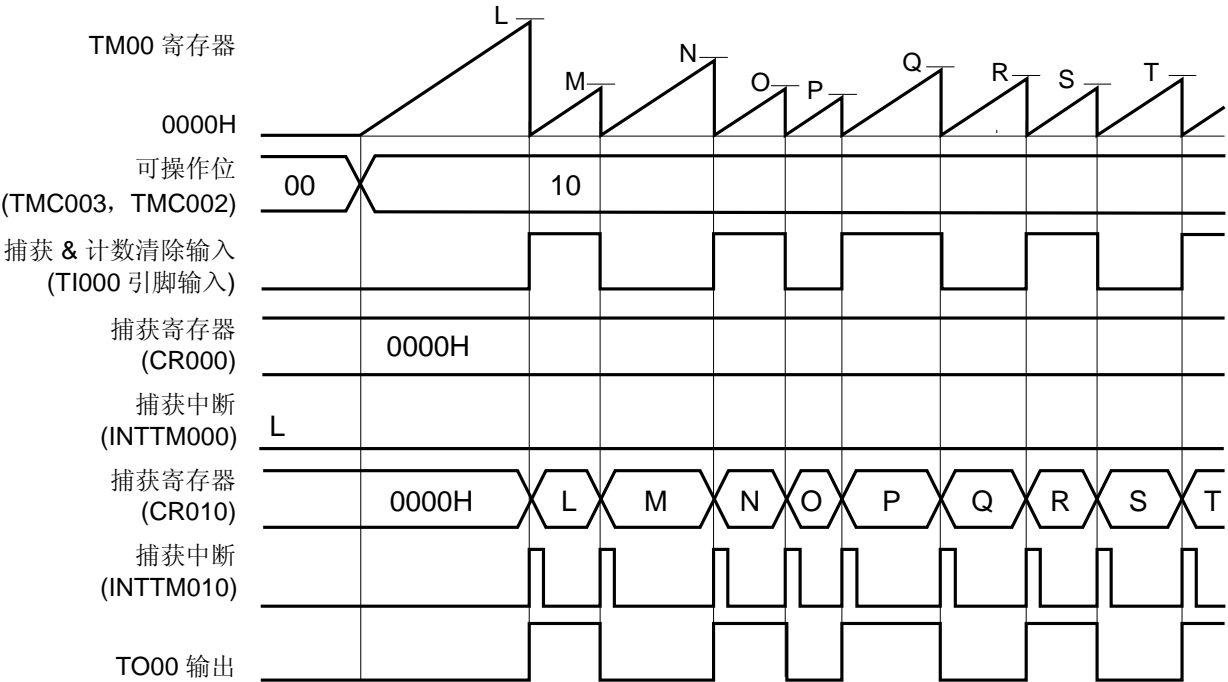 L
M
N
O
P
Q
R
S
T
TM00 寄存器
0000H
可操作位
(TMC003，TMC002)
00
10
捕获 & 计数清除输入
(TI000 引脚输入)
捕获寄存器
(CR000)
0000H
捕获中断
(INTTM000)
L
捕获寄存器
(CR010)
0000H
L
M
N
O
P
Q
R
S
T
捕获中断
(INTTM010)
TO00 输出